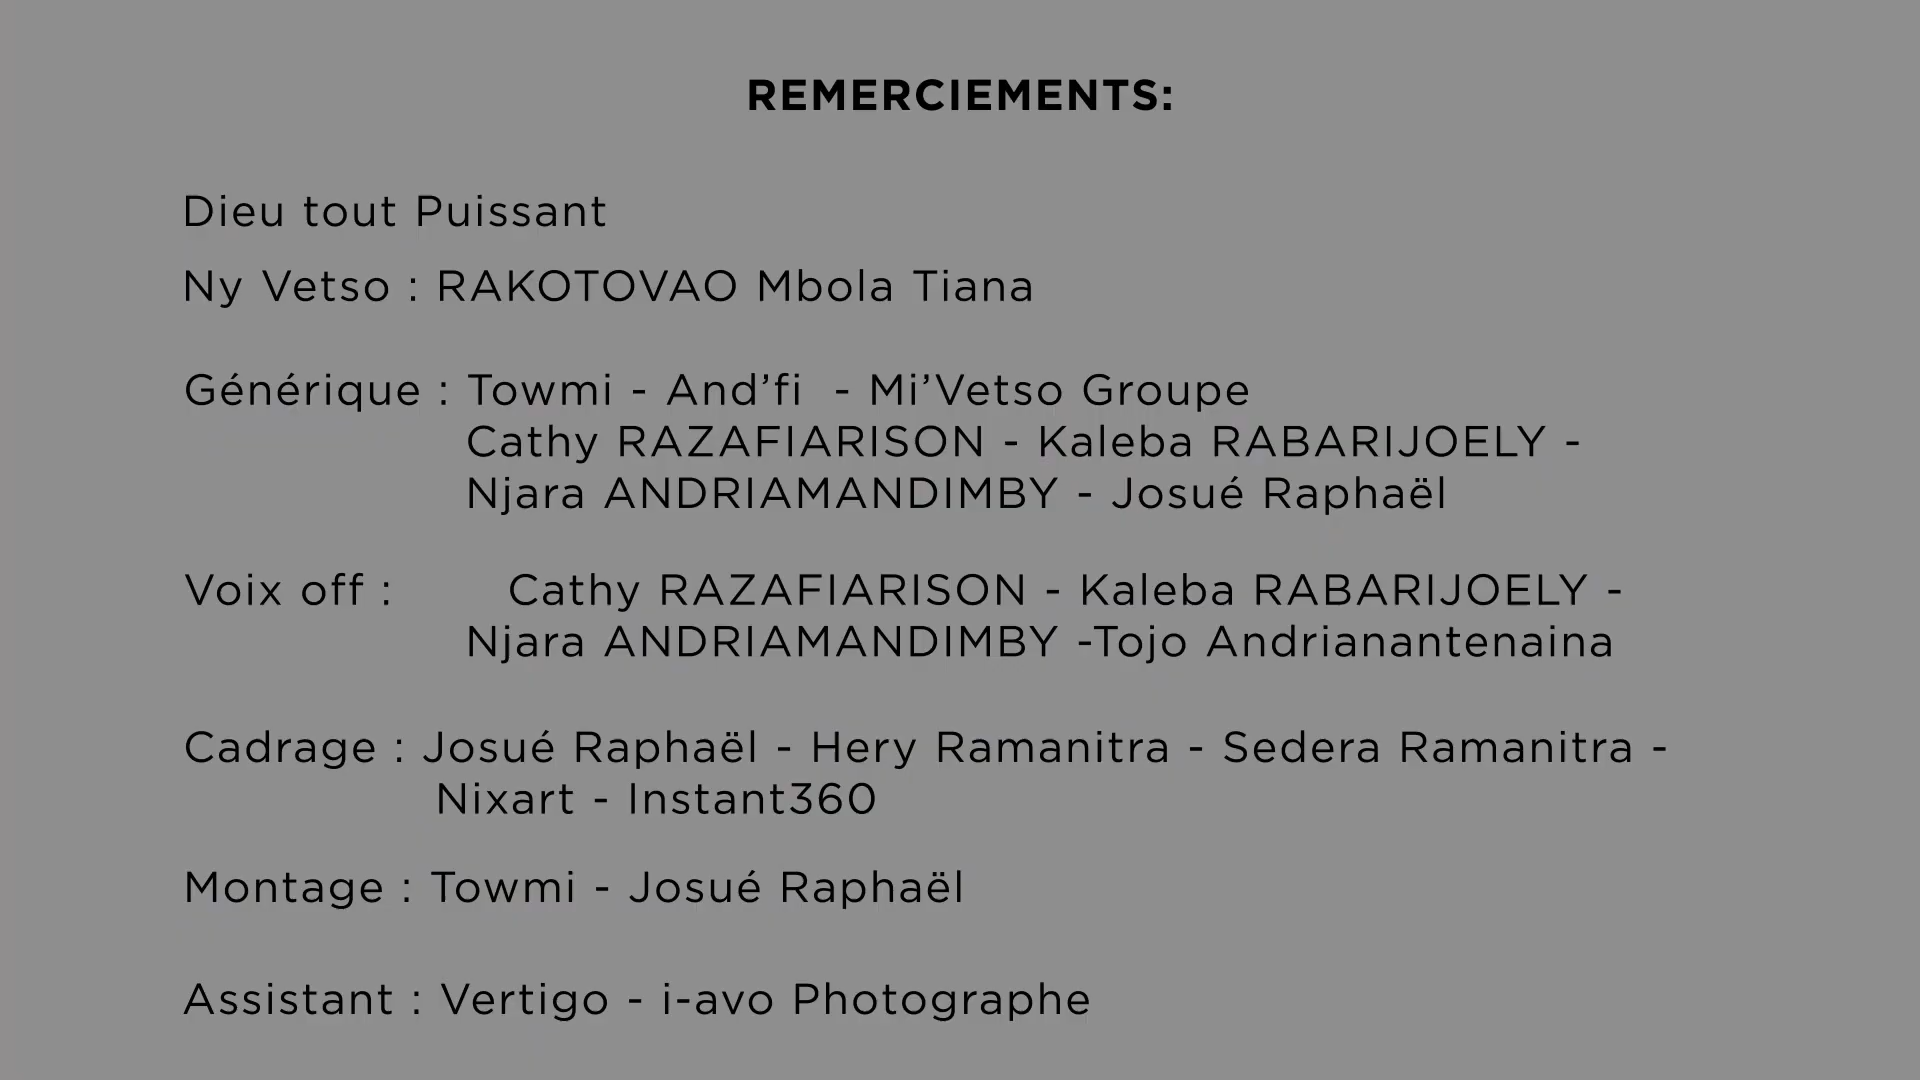 REMERCIEMENTS:
Dieu tout Puissant
Ny Vetso : RAKOTOVAO Mbola Tiana
Générique : Towmi - And’fi - Mi’Vetso Groupe
Cathy RAZAFIARISON - Kaleba RABARIJOELY -
Njara ANDRIAMANDIMBY - Josué Raphaël
Voix off : Cathy RAZAFIARISON - Kaleba RABARIJOELY -
Njara ANDRIAMANDIMBY -Tojo Andrianantenaina
Cadrage : Josué Raphaël - Hery Ramanitra - Sedera Ramanitra -
Nixart - Instant360
Montage : Towmi - Josué Raphaël
Assistant : Vertigo - i-avo Photographe